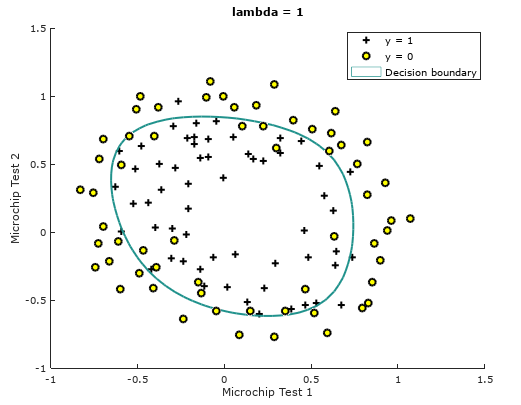 lambda = 1
1.5
1
0.5
0
-0.5
-1
-1
-0.5
0
0.5
1
1.5
Microchip Test 1
Microchip Test 2
y = 1
y = 0
Decision boundary